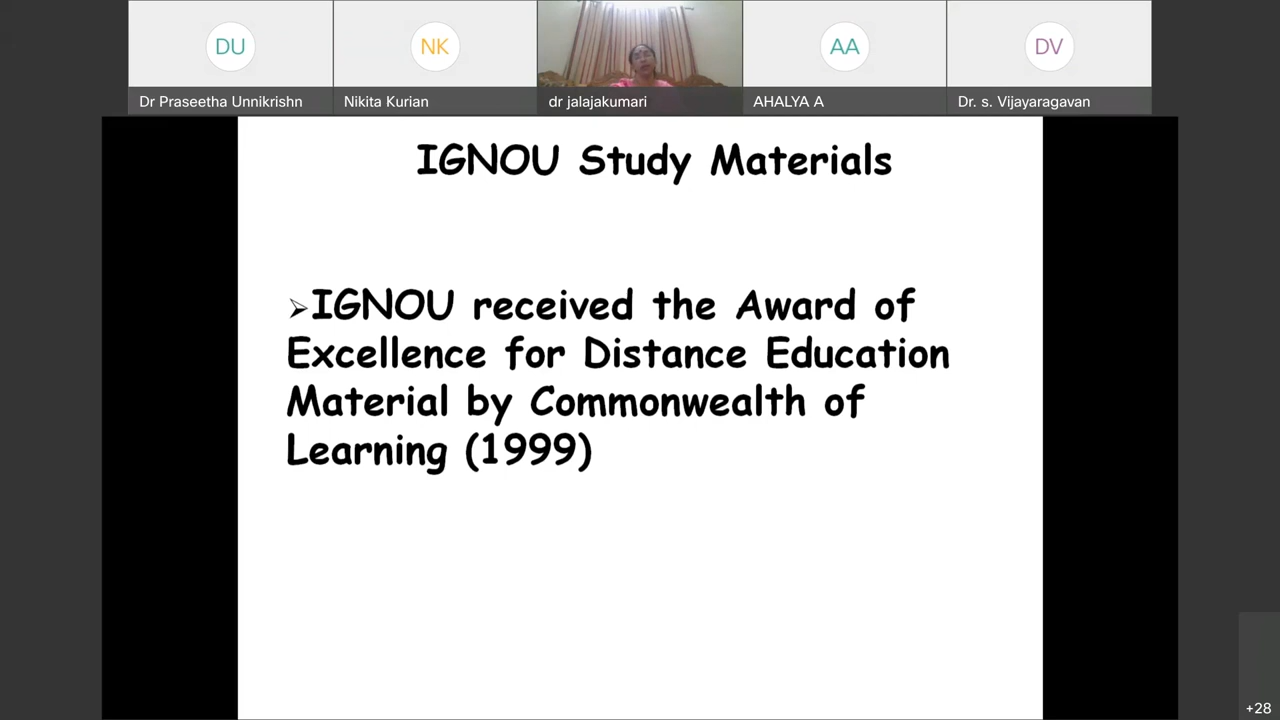 DU
NK
AA
DV
Dr Praseetha Unnikrishn
Nikita Kurian
dr jalajakumari
AHALYA A
Dr. s. Vijayaragavan
IGNOU Study Materials
➢IGNOU received the Award of
Excellence for Distance Education
Material by Commonwealth of
Learning (1999)
+28